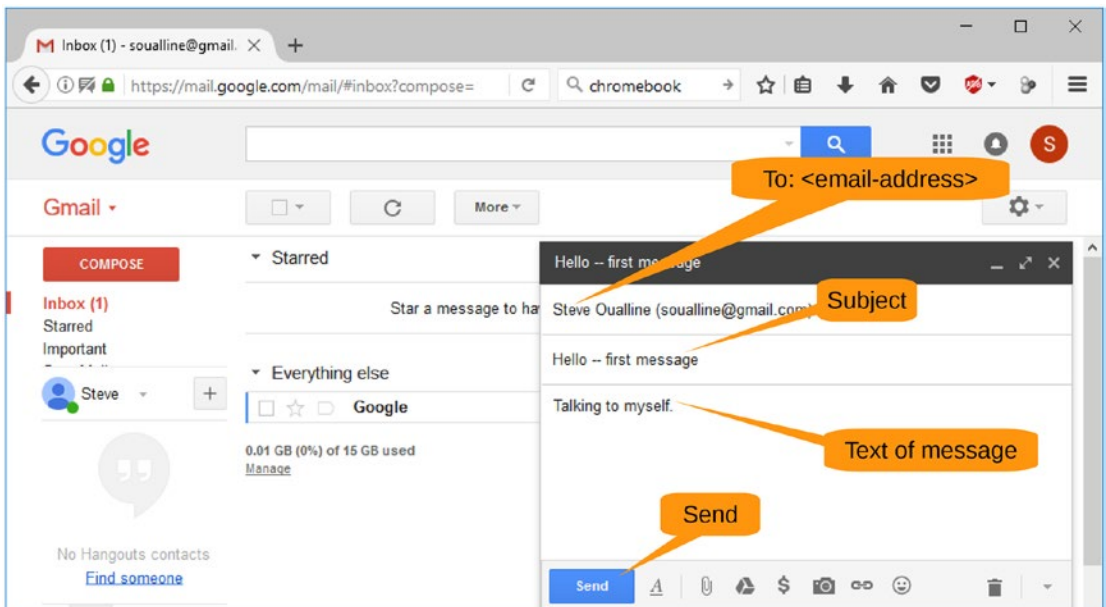 Inbox (1) - soualline@gmail.
https://mail.google.com/mail/#inbox?compose=
chromebook
Google
S
To: <email-address>
Gmail
More
COMPOSE
Starred
Hello -- first message
Inbox (1)
Star a message to ha
Steve Oualline (soualline@gmail.com)
Subject
Starred
Important
Hello -- first message
Everything else
Steve
Google
Talking to myself.
0.01 GB (0%) of 15 GB used
Manage
Text of message
Send
No Hangouts contacts
Find someone
Send